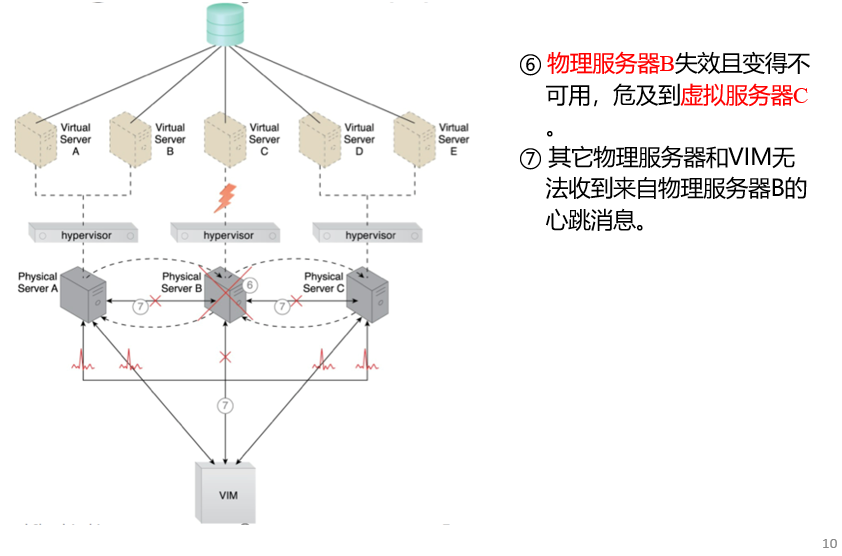 Virtual
Server
A
Virtual
Server
B
Virtual
Server
C
Virtual
Server
D
Virtual
Server
E
hypervisor
hypervisor
hypervisor
Physical
Server A
Physical
Server B
Physical
Server C
6
7
7
7
VIM
⑥ 物理服务器B失效且变得不
可用，危及到虚拟服务器C
。
⑦ 其它物理服务器和VIM无
法收到来自物理服务器B的
心跳消息。
10